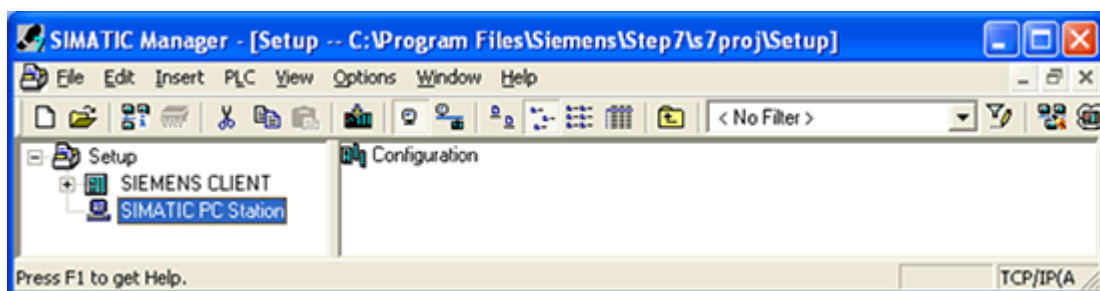 SIMATIC Manager - [Setup -- C:\Program Files\Siemens\Step7\s7proj\Setup]
File Edit Insert PLC View Options Window Help
< No Filter >
Setup
SIEMENS CLIENT
SIMATIC PC Station
Configuration
Press F1 to get Help.
TCP/IP(A